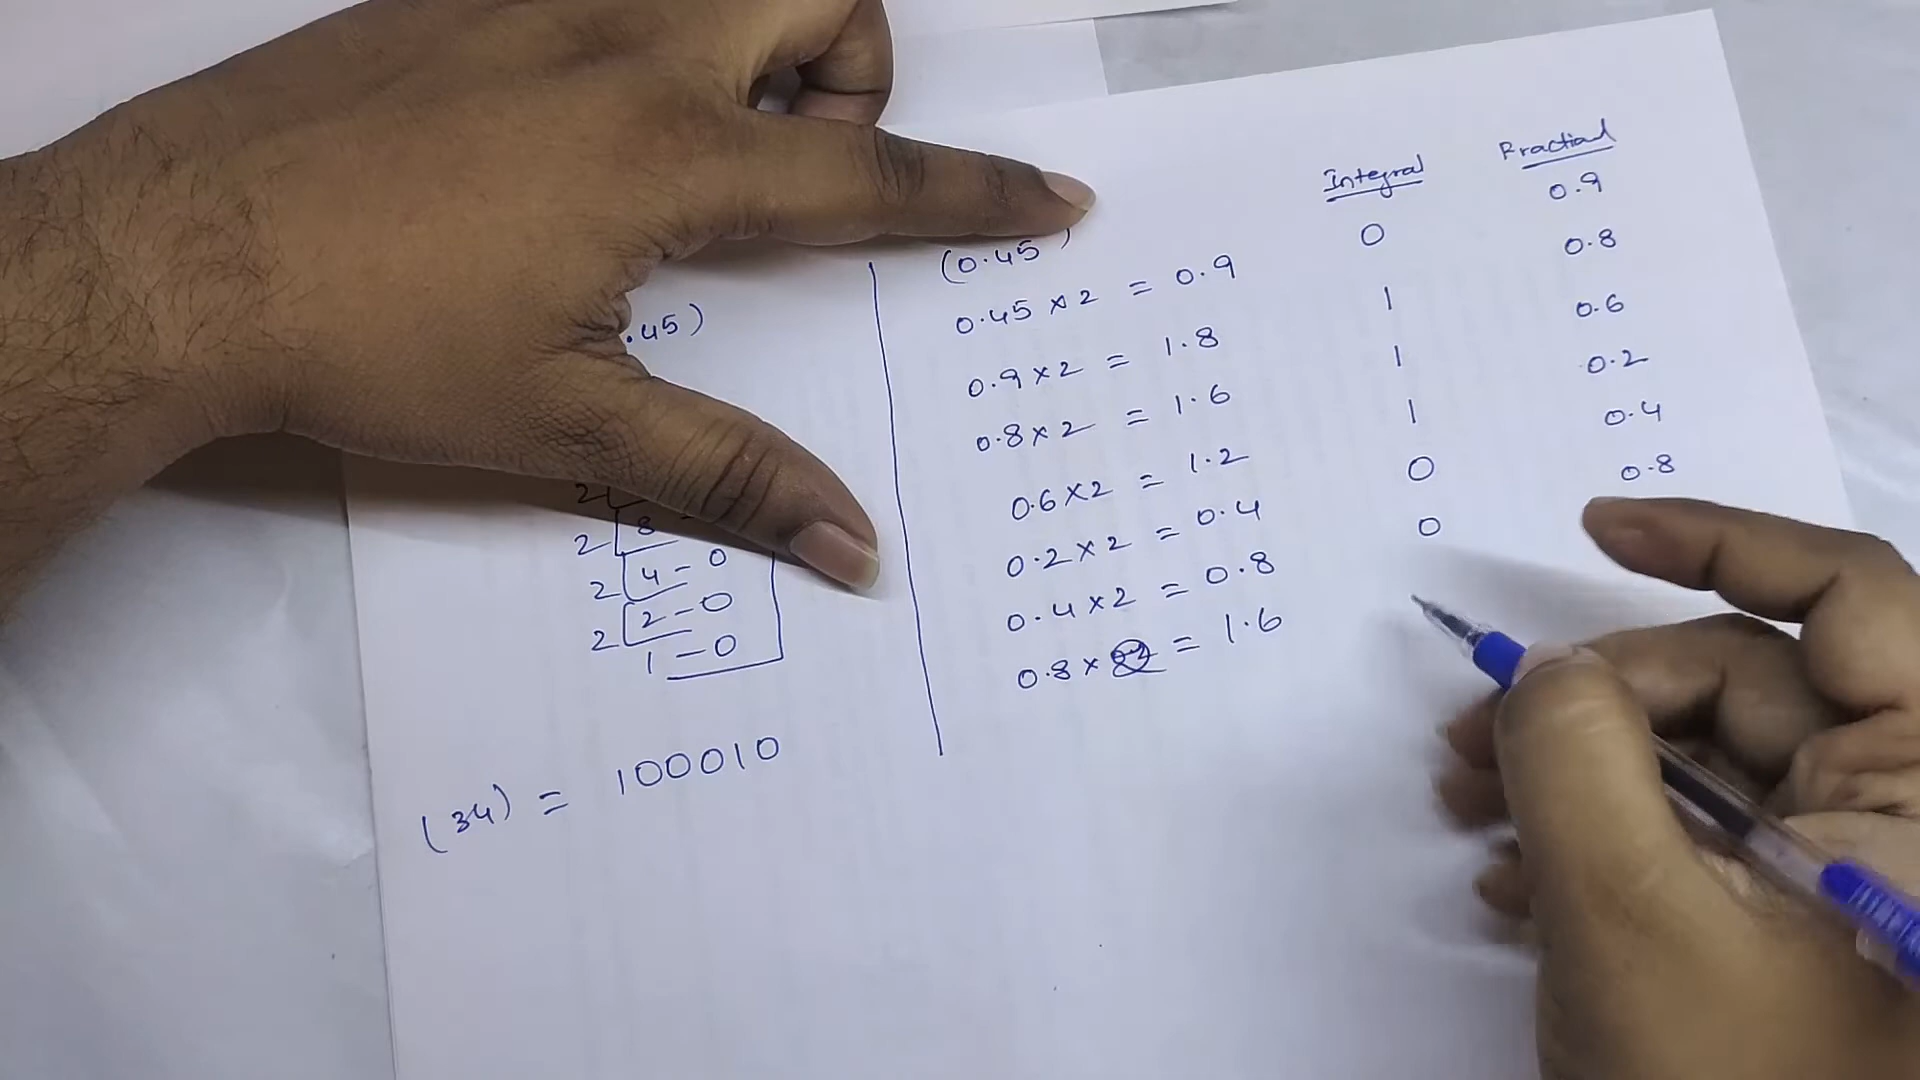 .45)
2
2 8 -
2 4 - 0
2 2 - 0
1 - 0
(34) = 100010
(0.45)
0.45 × 2 = 0.9
0.9 × 2 = 1.8
0.8 × 2 = 1.6
0.6 × 2 = 1.2
0.2 × 2 = 0.4
0.4 × 2 = 0.8
0.8 × 2 = 1.6
Integral
0
1
1
1
0
0
Fractional
0.9
0.8
0.6
0.2
0.4
0.8